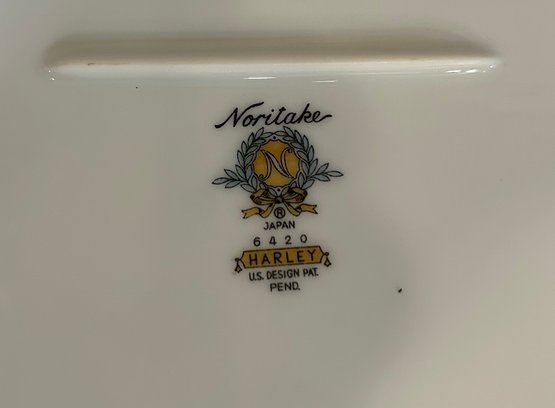 Noritake
N
®
JAPAN
6420
HARLEY
U.S. DESIGN PAT.
PEND.